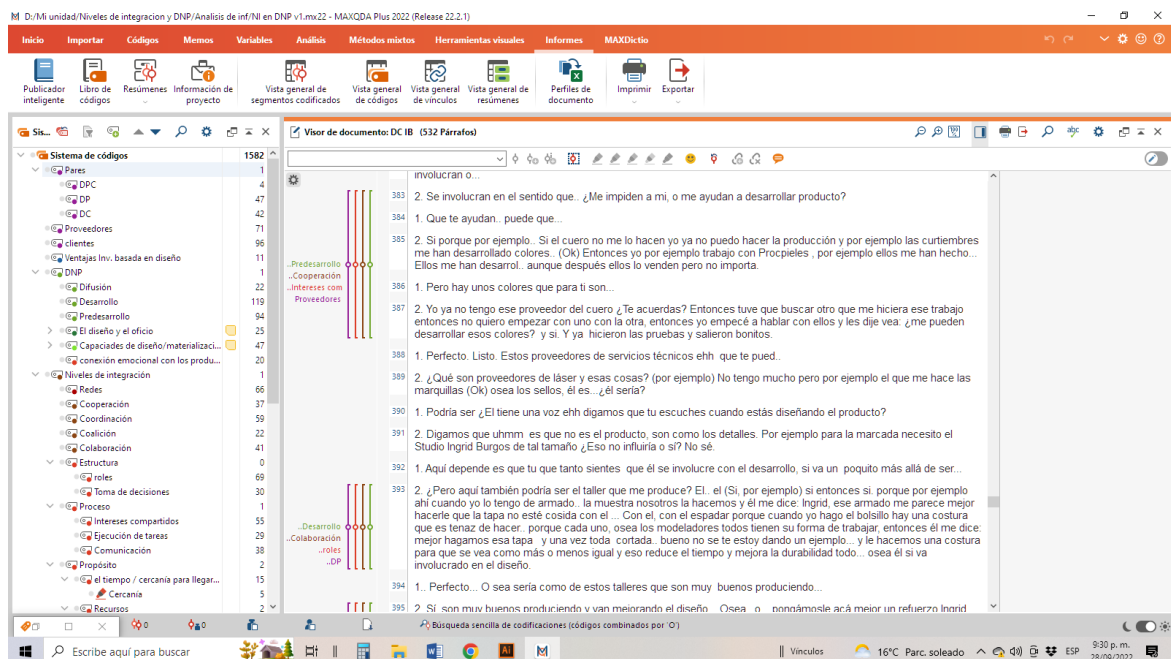 D:/Mi unidad/Niveles de integracion y DNP/Analisis de inf/NI en DNP v1.mx22 - MAXQDA Plus 2022 (Release 22.2.1)
Inicio Importar Códigos Memos Variables Análisis Métodos mixtos Herramientas visuales Informes MAXDictio
Publicador inteligente
Libro de códigos
Resúmenes
Información de proyecto
Vista general de segmentos codificados
Vista general de códigos
Vista general de vínculos
Vista general de resúmenes
Perfiles de documento
Imprimir
Exportar
Sis...
Sistema de códigos 1582
Pares 1
DPC 4
DP 47
DC 42
Proveedores 71
clientes 96
Ventajas Inv. basada en diseño 11
DNP 1
Difusión 22
Desarrollo 119
Predesarrollo 94
El diseño y el oficio 25
Capaciades de diseño/materializaci... 47
conexión emocional con los produ... 20
Niveles de integración 1
Redes 66
Cooperación 37
Coordinación 59
Coalición 22
Colaboración 41
Estructura 0
roles 69
Toma de decisiones 30
Proceso 1
Intereses compartidos 55
Ejecución de tareas 29
Comunicación 38
Propósito 2
el tiempo / cercanía para llegar... 15
Cercanía 5
Recursos 2
Visor de documento: DC IB (532 Párrafos)
involucran o...
383 2. Se involucran en el sentido que.. ¿Me impiden a mi, o me ayudan a desarrollar producto?
384 1. Que te ayudan.. puede que...
385 2. Si porque por ejemplo.. Si el cuero no me lo hacen yo ya no puedo hacer la producción y por ejemplo las curtiembres
me han desarrollado colores.. (Ok) Entonces yo por ejemplo trabajo con Procpieles , por ejemplo ellos me han hecho...
Ellos me han desarrol.. aunque después ellos lo venden pero no importa.
..Predesarrollo
..Cooperación
..Intereses com
Proveedores
386 1. Pero hay unos colores que para ti son...
387 2. Yo ya no tengo ese proveedor del cuero ¿Te acuerdas? Entonces tuve que buscar otro que me hiciera ese trabajo
entonces no quiero empezar con uno con la otra, entonces yo empecé a hablar con ellos y les dije vea: ¿me pueden
desarrollar esos colores? y si. Y ya hicieron las pruebas y salieron bonitos.
388 1. Perfecto. Listo. Estos proveedores de servicios técnicos ehh que te pued..
389 2. ¿Qué son proveedores de láser y esas cosas? (por ejemplo) No tengo mucho pero por ejemplo el que me hace las
marquillas (Ok) osea los sellos, él es...¿él sería?
390 1. Podría ser ¿El tiene una voz ehh digamos que tu escuches cuando estás diseñando el producto?
391 2. Digamos que uhmm es que no es el producto, son como los detalles. Por ejemplo para la marcada necesito el
Studio Ingrid Burgos de tal tamaño ¿Eso no influiría o sí? No sé.
392 1. Aquí depende es que tu que tanto sientes que él se involucre con el desarrollo, si va un poquito más allá de ser...
393 2. ¿Pero aquí también podría ser el taller que me produce? El.. el (Si, por ejemplo) si entonces si. porque por ejemplo
ahí cuando yo lo tengo de armado.. la muestra nosotros la hacemos y él me dice: Ingrid, ese armado me parece mejor
hacerle que la tapa no esté cosida con el ... Con el, con el espadar porque cuando yo hago el bolsillo hay una costura
que es tenaz de hacer.. porque cada uno, osea los modeladores todos tienen su forma de trabajar, entonces él me dice:
mejor hagamos esa tapa y una vez toda cortada.. bueno no se te estoy dando un ejemplo... y le hacemos una costura
para que se vea como más o menos igual y eso reduce el tiempo y mejora la durabilidad todo... osea él si va
involucrado en el diseño.
..Desarrollo
..Colaboración
..roles
..DP
394 1.. Perfecto... O sea sería como de estos talleres que son muy buenos produciendo...
395 2. Sí, son muy buenos produciendo y van mejorando el diseño. Osea.. o.. pongámosle acá mejor un refuerzo Ingrid
0
0
Búsqueda sencilla de codificaciones (códigos combinados por 'O')
Escribe aquí para buscar
Vínculos
16°C Parc. soleado
ESP
9:30 p. m.
28/09/2022